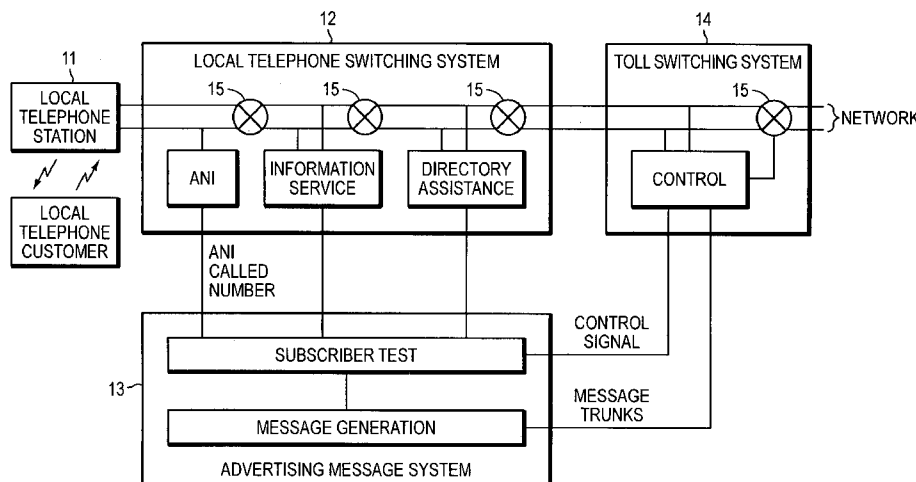 12
14
11
LOCAL TELEPHONE SWITCHING SYSTEM
TOLL SWITCHING SYSTEM
15
15
15
15
LOCAL
TELEPHONE
STATION
NETWORK
ANI
INFORMATION
SERVICE
DIRECTORY
ASSISTANCE
CONTROL
LOCAL
TELEPHONE
CUSTOMER
ANI
CALLED
NUMBER
CONTROL
SIGNAL
SUBSCRIBER TEST
13
MESSAGE
TRUNKS
MESSAGE GENERATION
ADVERTISING MESSAGE SYSTEM